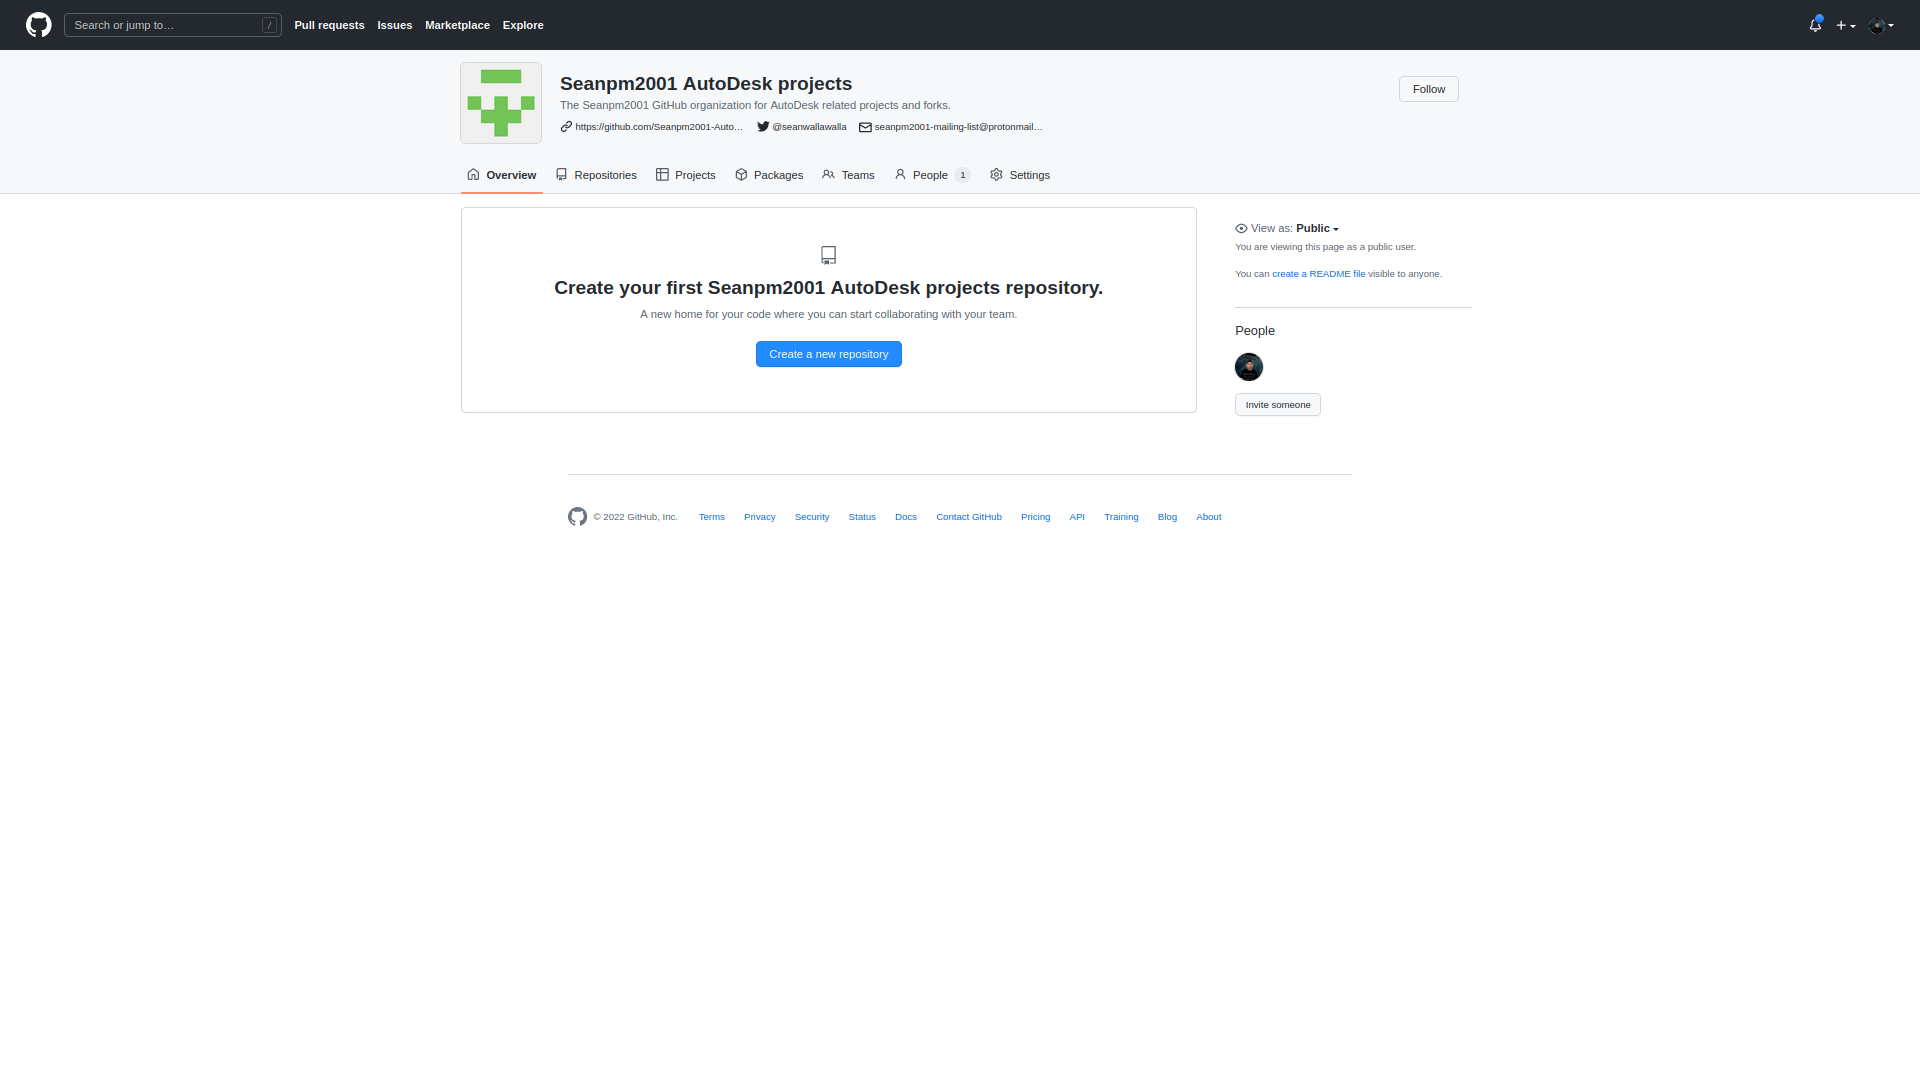 Search or jump to… /
Pull requests Issues Marketplace Explore
Seanpm2001 AutoDesk projects
The Seanpm2001 GitHub organization for AutoDesk related projects and forks.
https://github.com/Seanpm2001-Auto… @seanwallawalla seanpm2001-mailing-list@protonmail…
Follow
Overview Repositories Projects Packages Teams People 1 Settings
Create your first Seanpm2001 AutoDesk projects repository.
A new home for your code where you can start collaborating with your team.
Create a new repository
View as: Public
You are viewing this page as a public user.
You can create a README file visible to anyone.
People
Invite someone
© 2022 GitHub, Inc. Terms Privacy Security Status Docs Contact GitHub Pricing API Training Blog About